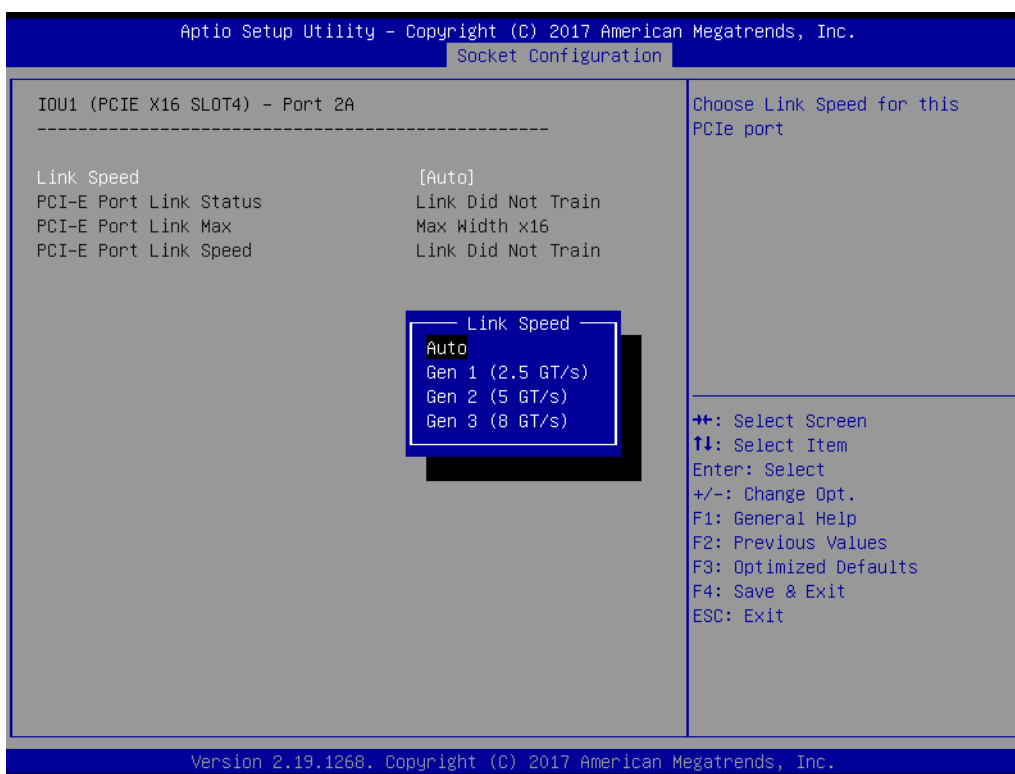 Aptio Setup Utility – Copyright (C) 2017 American Megatrends, Inc.
Socket Configuration
IOU1 (PCIE X16 SLOT4) – Port 2A
--------------------------------------------------
Choose Link Speed for this
PCIe port
Link Speed [Auto]
PCI-E Port Link Status Link Did Not Train
PCI-E Port Link Max Max Width x16
PCI-E Port Link Speed Link Did Not Train
Link Speed
Auto
Gen 1 (2.5 GT/s)
Gen 2 (5 GT/s)
Gen 3 (8 GT/s)
→←: Select Screen
↑↓: Select Item
Enter: Select
+/-: Change Opt.
F1: General Help
F2: Previous Values
F3: Optimized Defaults
F4: Save & Exit
ESC: Exit
Version 2.19.1268. Copyright (C) 2017 American Megatrends, Inc.